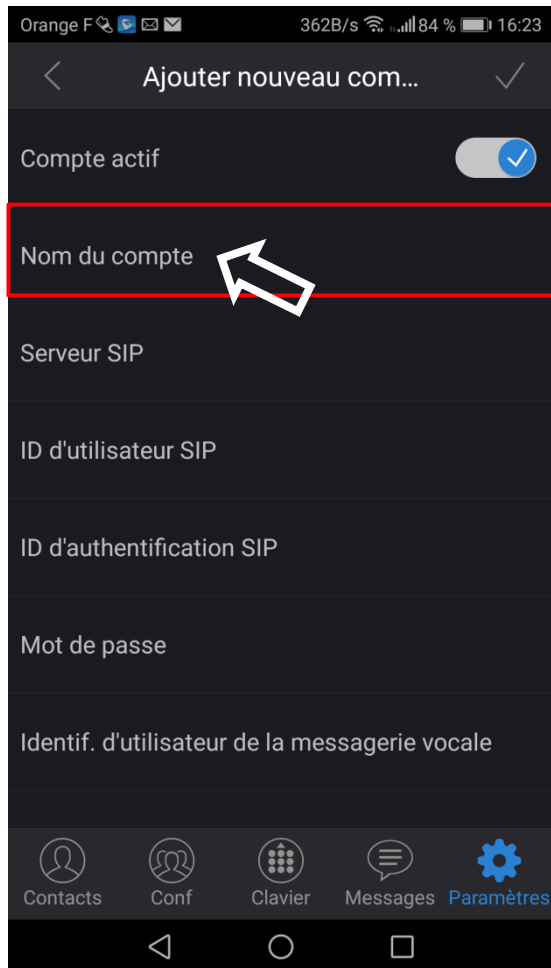 Orange F 362B/s 84 % 16:23
Ajouter nouveau com...
Compte actif
Nom du compte
Serveur SIP
ID d'utilisateur SIP
ID d'authentification SIP
Mot de passe
Identif. d'utilisateur de la messagerie vocale
Contacts Conf Clavier Messages Paramètres